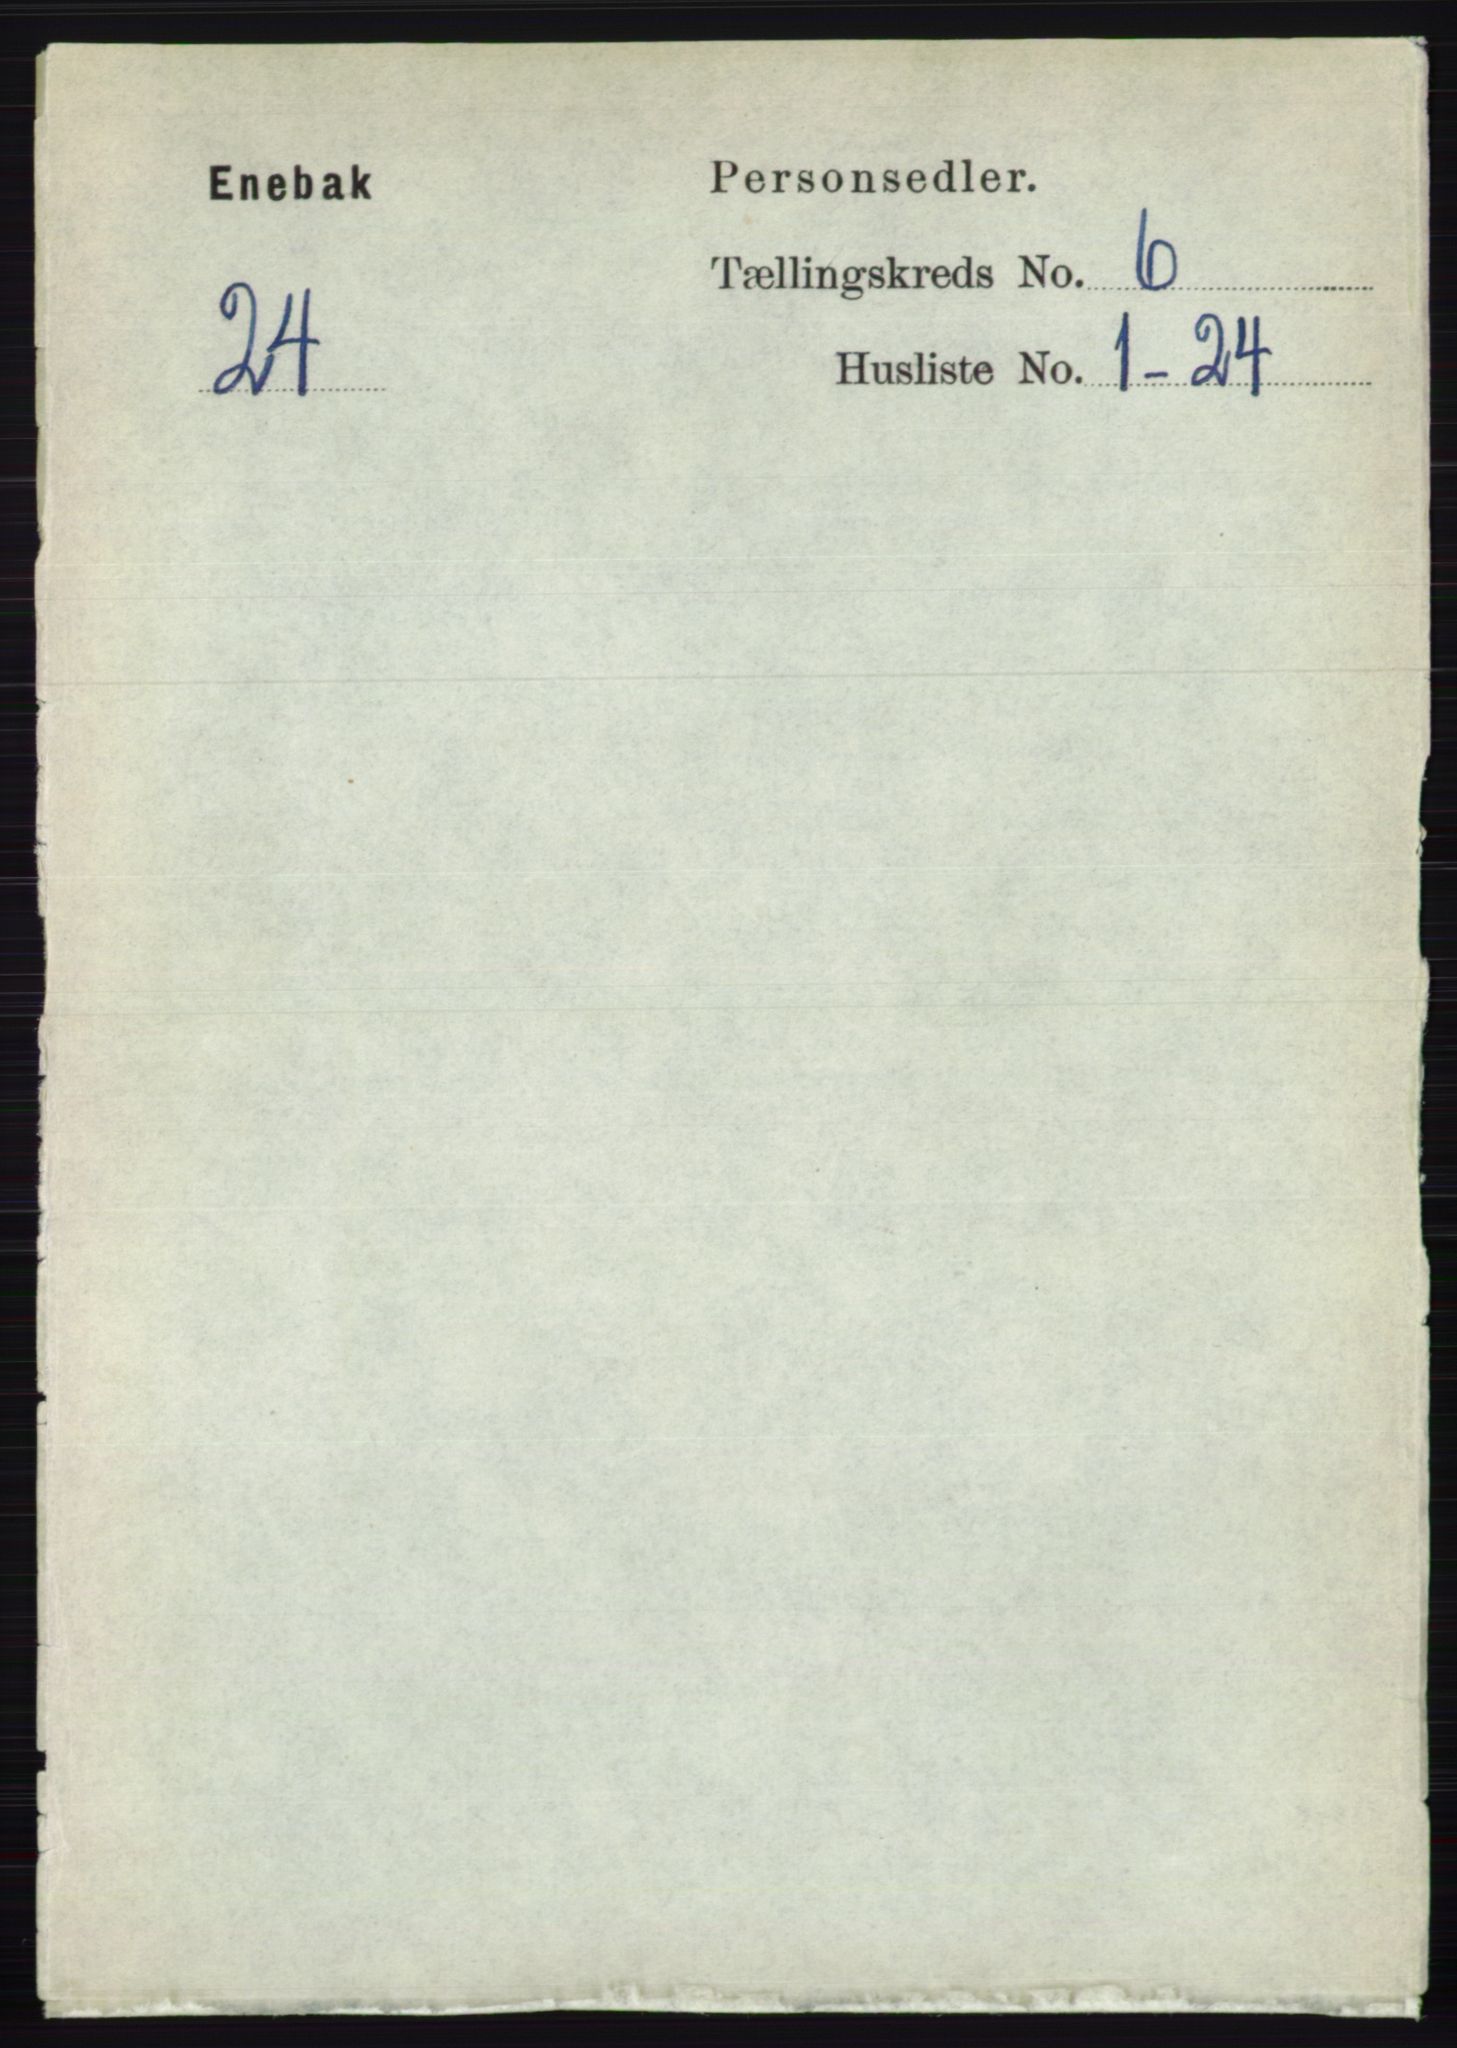 Enebak
Personsedler.
Tællingskreds No. 6
24
Husliste No. 1-24